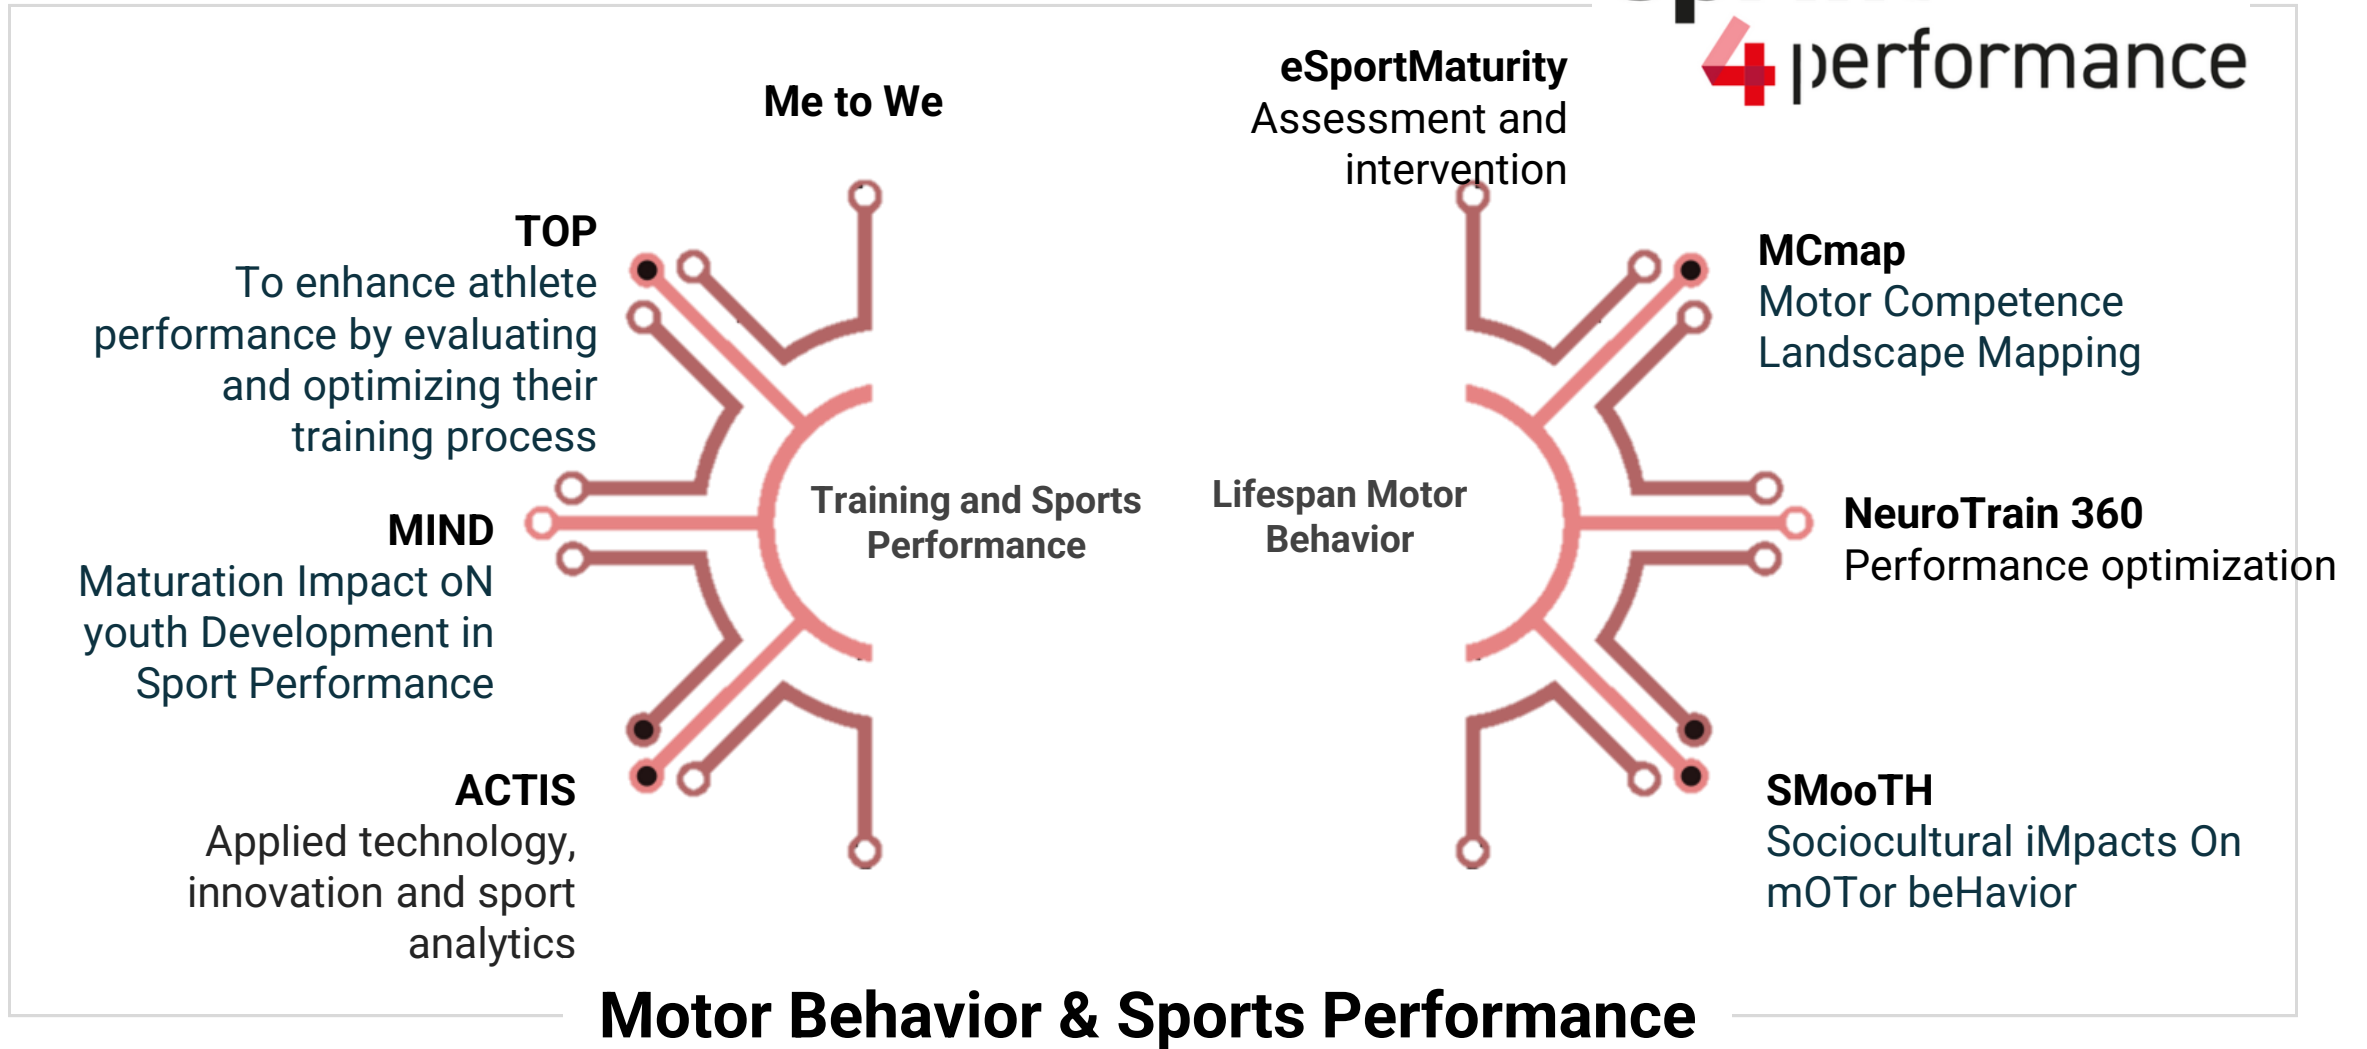 4performance
Me to We
TOP
To enhance athlete
performance by evaluating
and optimizing their
training process
MIND
Maturation Impact oN
youth Development in
Sport Performance
ACTIS
Applied technology,
innovation and sport
analytics
Training and Sports
Performance
Lifespan Motor
Behavior
eSportMaturity
Assessment and
intervention
MCmap
Motor Competence
Landscape Mapping
NeuroTrain 360
Performance optimization
SMooTH
Sociocultural iMpacts On
mOTor beHavior
Motor Behavior & Sports Performance